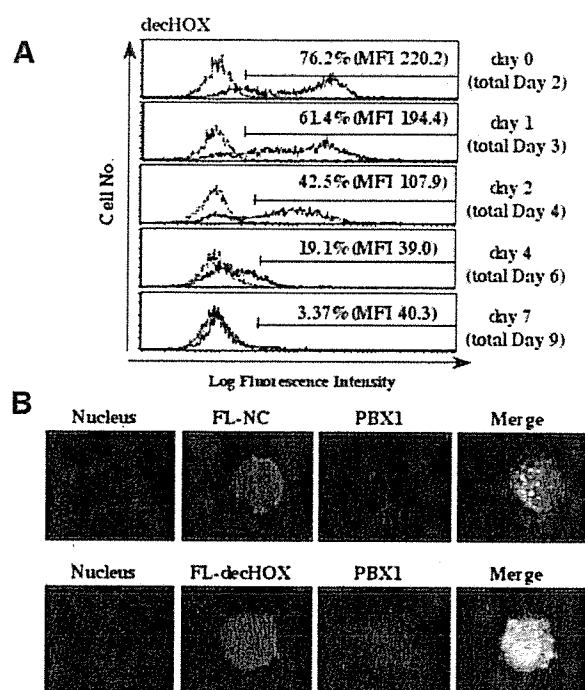 A
decHOX
76.2% (MFI 220.2)
day 0
(total Day 2)
61.4% (MFI 194.4)
day 1
(total Day 3)
42.5% (MFI 107.9)
day 2
(total Day 4)
19.1% (MFI 39.0)
day 4
(total Day 6)
3.37% (MFI 40.3)
day 7
(total Day 9)
Cell No.
Log Fluorescence Intensity
B
Nucleus FL-NC PBX1 Merge
Nucleus FL-decHOX PBX1 Merge